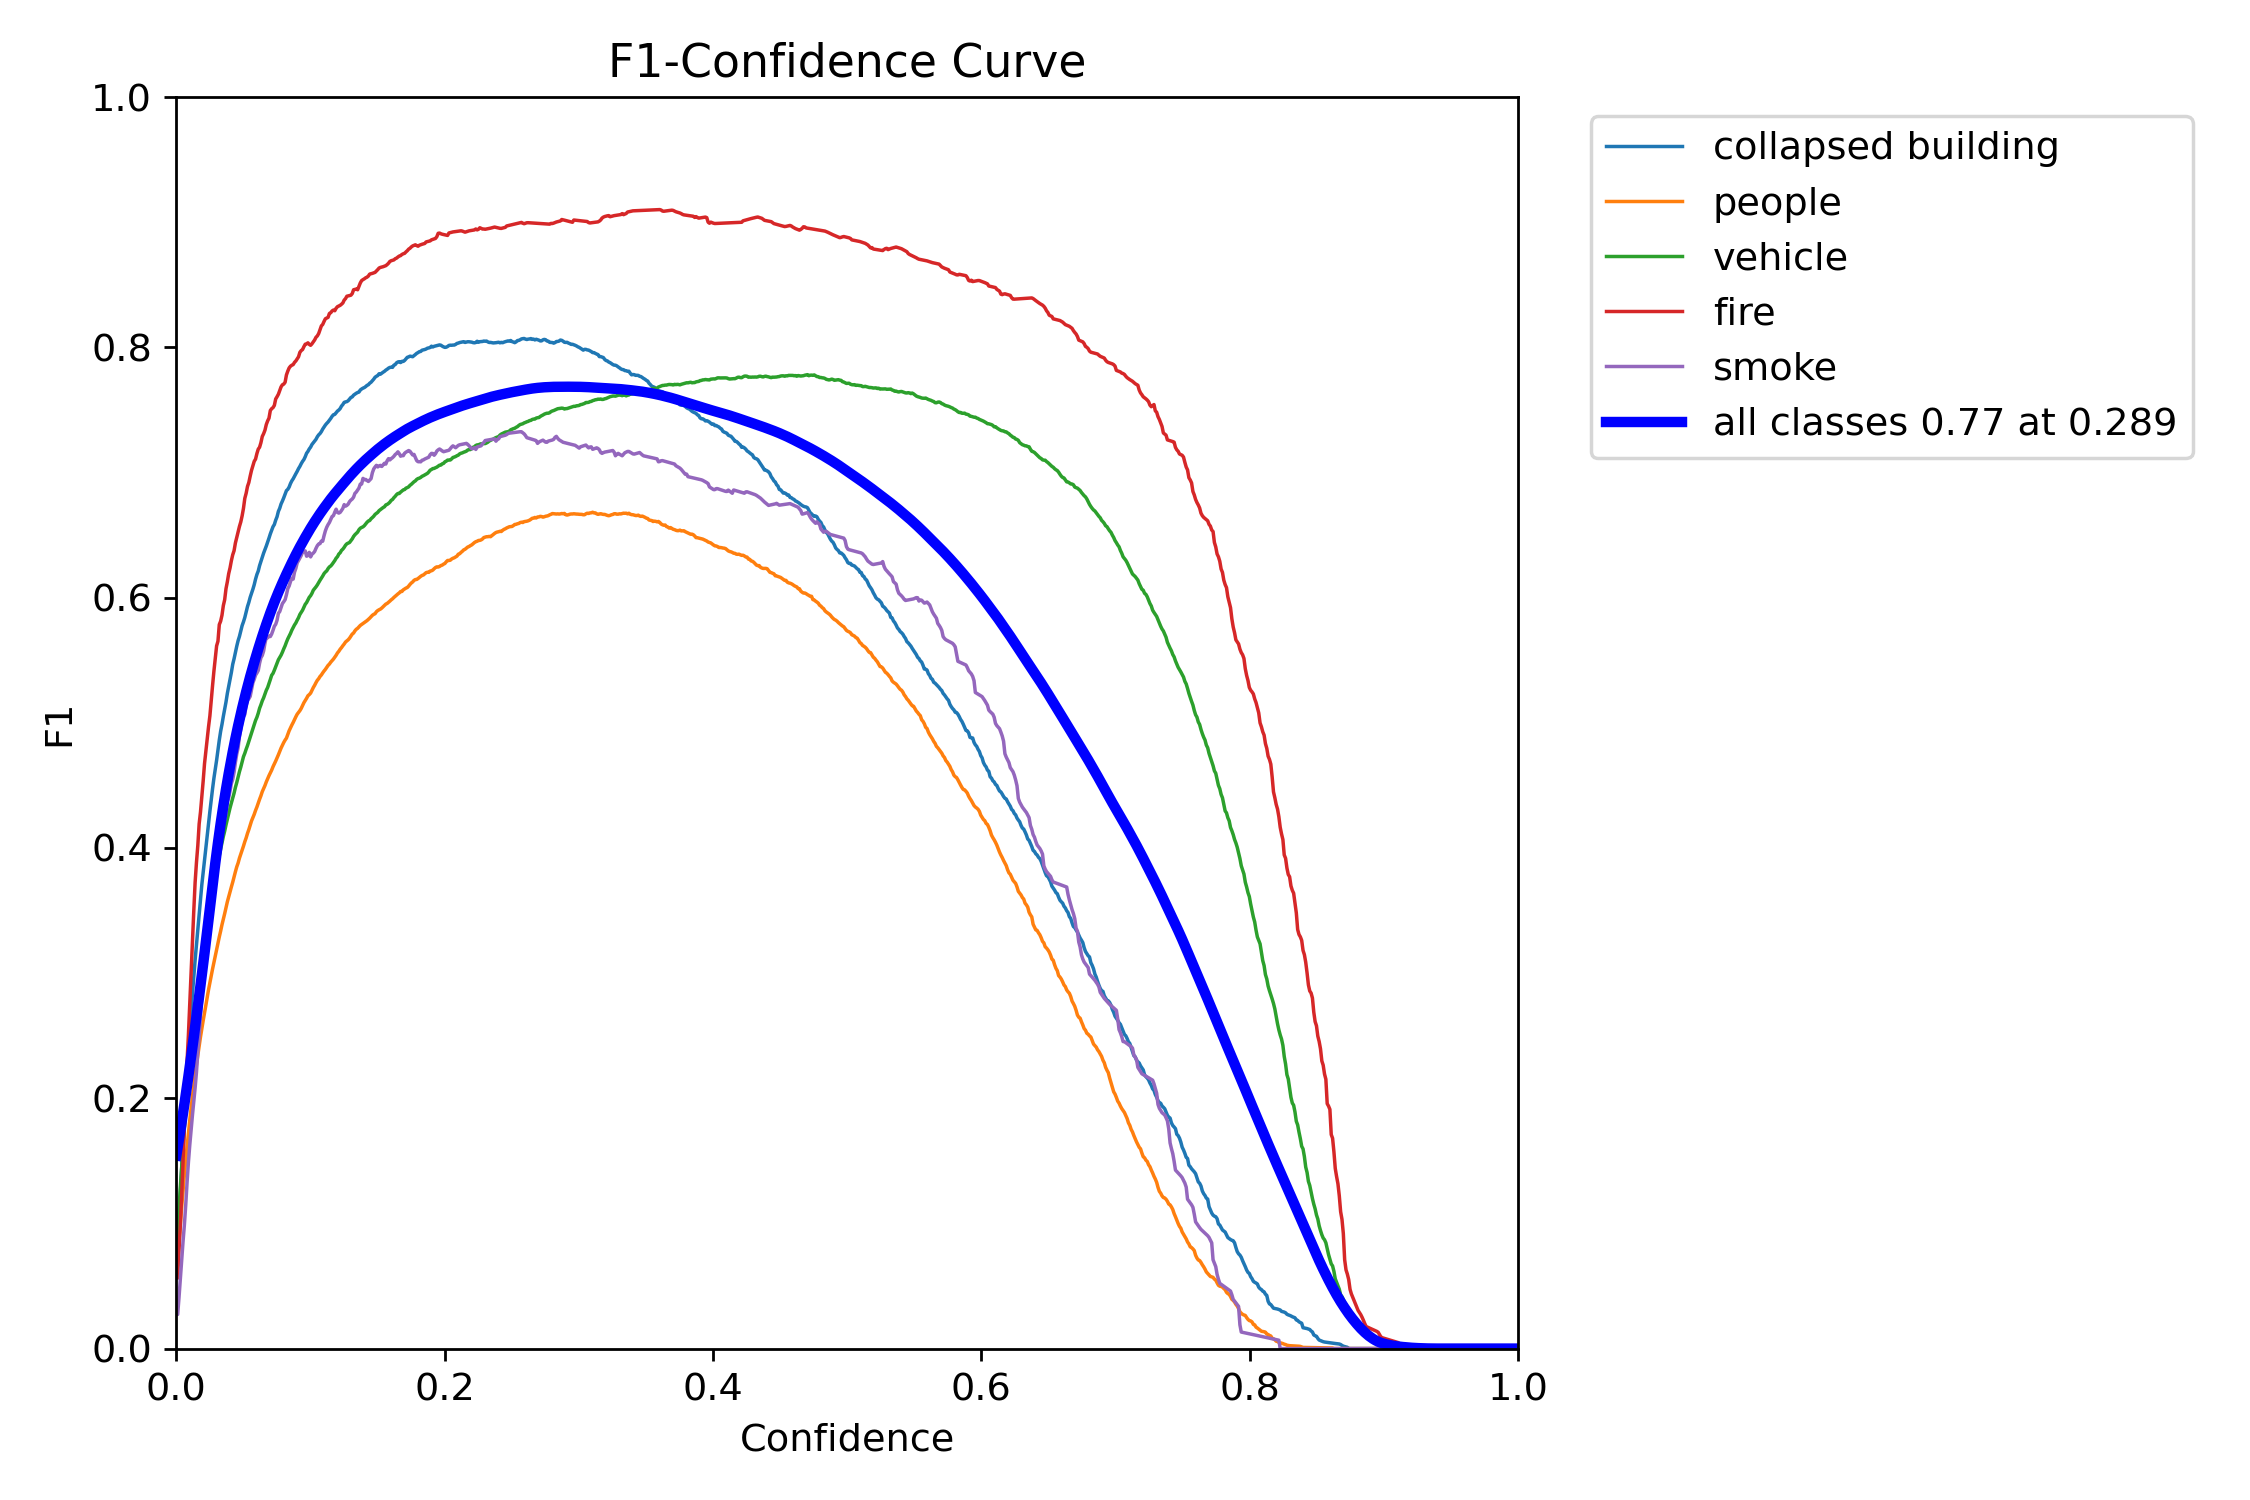 F1-Confidence Curve
1.0
0.8
0.6
0.4
0.2
0.0
F1
0.0 0.2 0.4 0.6 0.8 1.0
Confidence
collapsed building
people
vehicle
fire
smoke
all classes 0.77 at 0.289